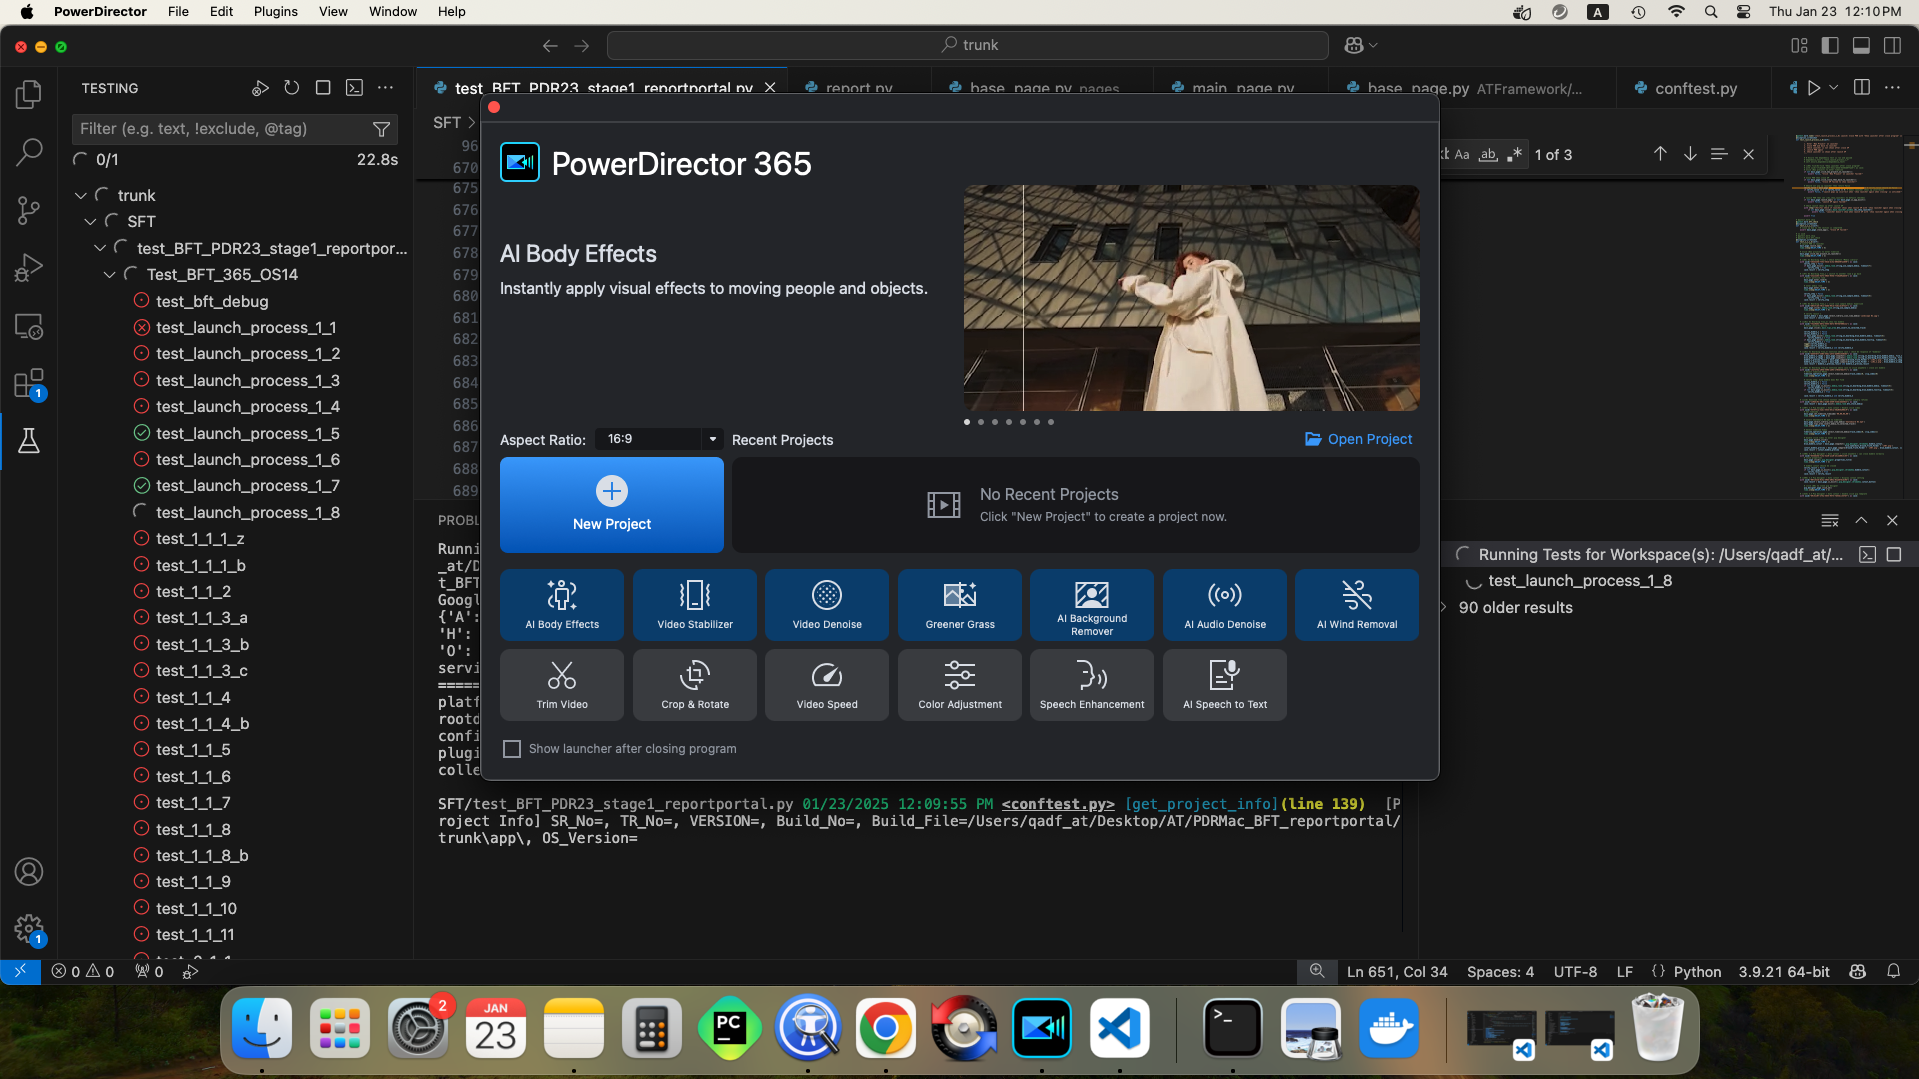 PowerDirector File Edit Plugins View Window Help A Thu Jan 23 12:10 PM
trunk
TESTING
test_BFT_PDR23_stage1_reportportal.py report.py base_page.py pages main_page.py base_page.py ATFramework/... conftest.py
Filter (e.g. text, !exclude, @tag)
SFT
0/1 22.8s
Aa ab 1 of 3
trunk
SFT
test_BFT_PDR23_stage1_reportpor...
Test_BFT_365_OS14
test_bft_debug
test_launch_process_1_1
test_launch_process_1_2
test_launch_process_1_3
test_launch_process_1_4
test_launch_process_1_5
test_launch_process_1_6
test_launch_process_1_7
test_launch_process_1_8
test_1_1_1_z
test_1_1_1_b
test_1_1_2
test_1_1_3_a
test_1_1_3_b
test_1_1_3_c
test_1_1_4
test_1_1_4_b
test_1_1_5
test_1_1_6
test_1_1_7
test_1_1_8
test_1_1_8_b
test_1_1_9
test_1_1_10
test_1_1_11
96
670
675
676
677
678
679
680
681
682
683
684
685
686
687
688
689
PowerDirector 365
AI Body Effects
Instantly apply visual effects to moving people and objects.
Aspect Ratio: 16:9 Recent Projects Open Project
New Project
No Recent Projects
Click "New Project" to create a project now.
AI Body Effects Video Stabilizer Video Denoise Greener Grass AI Background Remover AI Audio Denoise AI Wind Removal
Trim Video Crop & Rotate Video Speed Color Adjustment Speech Enhancement AI Speech to Text
Show launcher after closing program
PROBL
Runni
_at/D
t_BFT
Googl
{'A':
'H':
'O':
servi
=====
platf
rootd
confi
plugi
colle
SFT/test_BFT_PDR23_stage1_reportportal.py 01/23/2025 12:09:55 PM <conftest.py> [get_project_info](line 139) [P
roject Info] SR_No=, TR_No=, VERSION=, Build_No=, Build_File=/Users/qadf_at/Desktop/AT/PDRMac_BFT_reportportal/
trunk\app\, OS_Version=
Running Tests for Workspace(s): /Users/qadf_at/...
test_launch_process_1_8
90 older results
1
1
0 0 0 Ln 651, Col 34 Spaces: 4 UTF-8 LF {} Python 3.9.21 64-bit
2
JAN
23
PC
>_